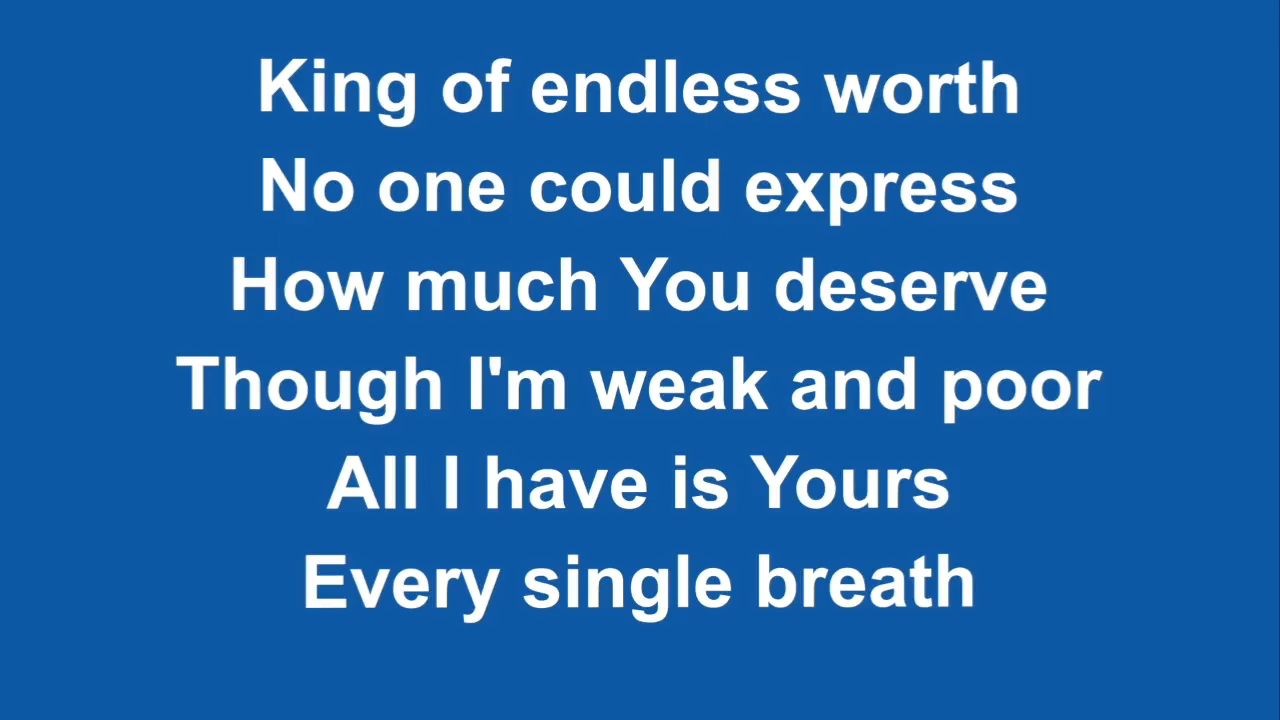 King of endless worth
No one could express
How much You deserve
Though I'm weak and poor
All I have is Yours
Every single breath